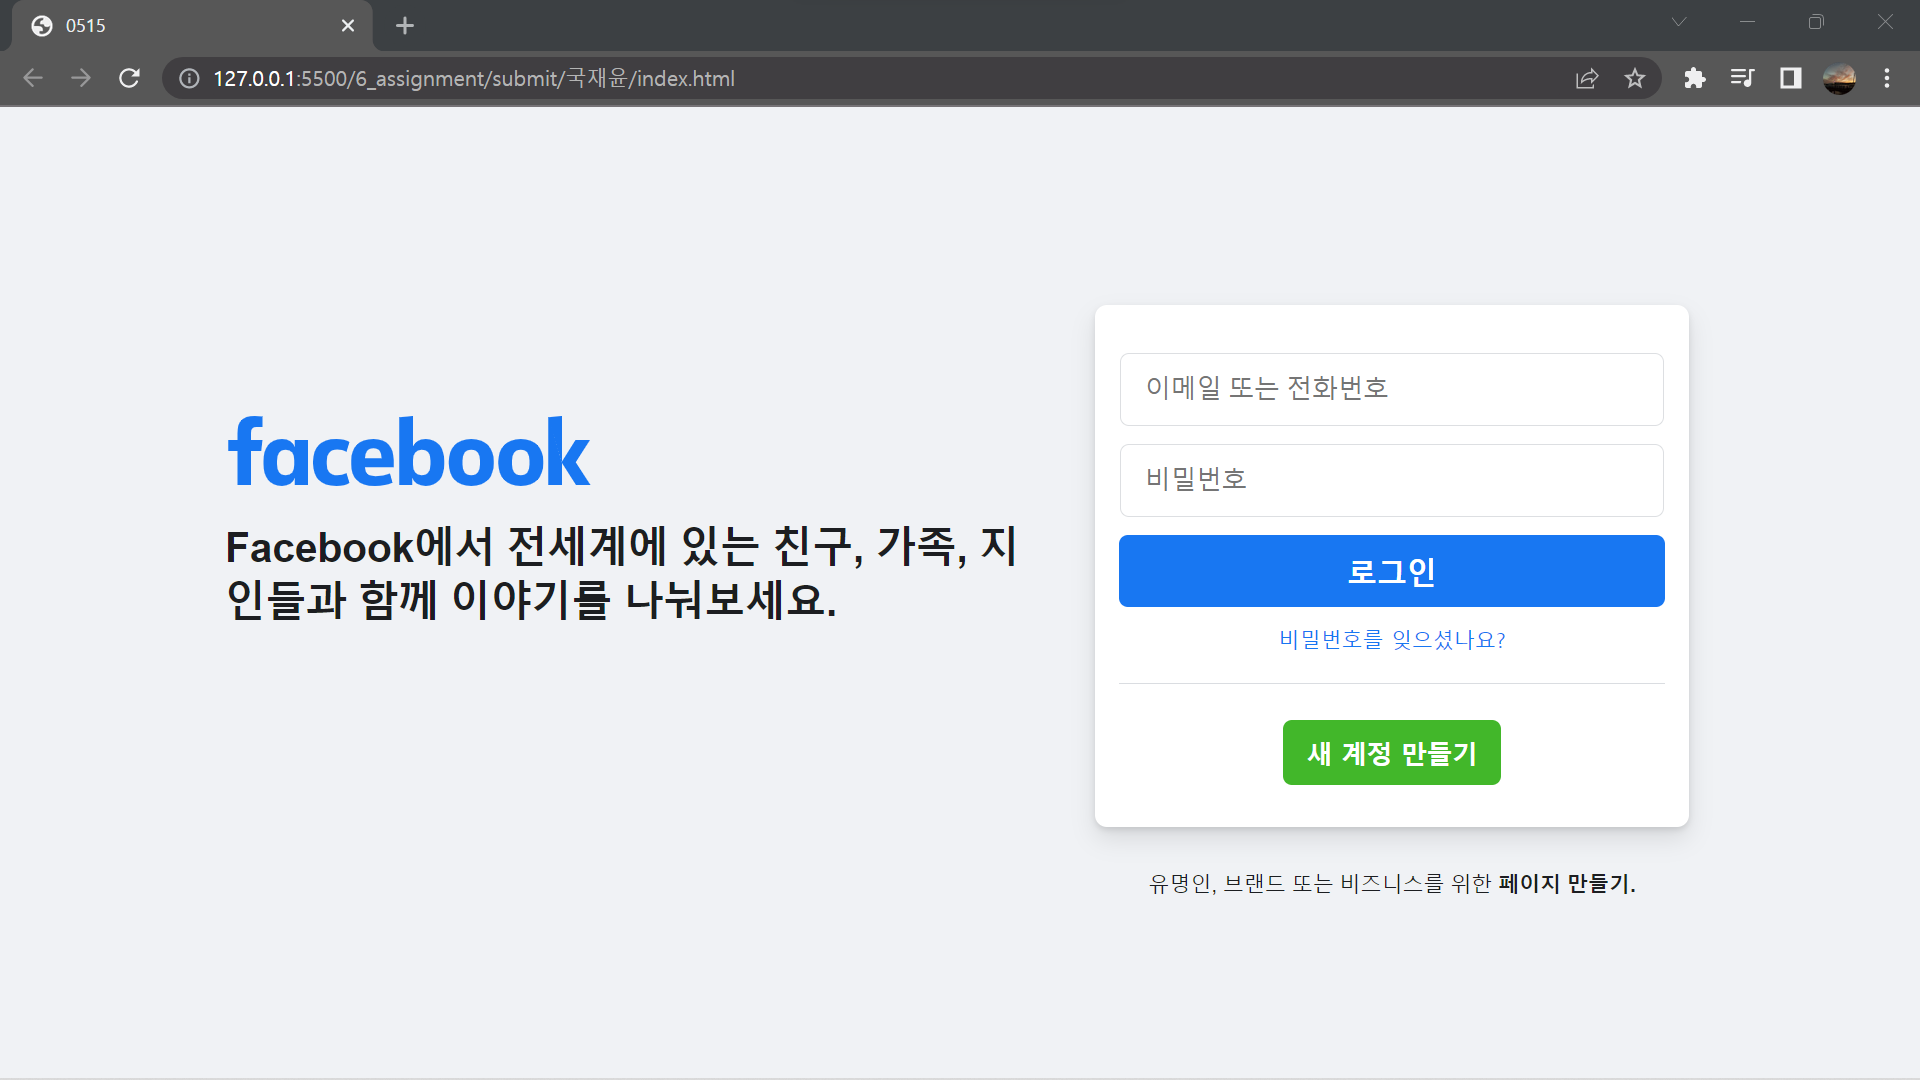 0515
127.0.0.1:5500/6_assignment/submit/국재윤/index.html
facebook
Facebook에서 전세계에 있는 친구, 가족, 지
인들과 함께 이야기를 나눠보세요.
이메일 또는 전화번호
비밀번호
로그인
비밀번호를 잊으셨나요?
새 계정 만들기
유명인, 브랜드 또는 비즈니스를 위한 페이지 만들기.